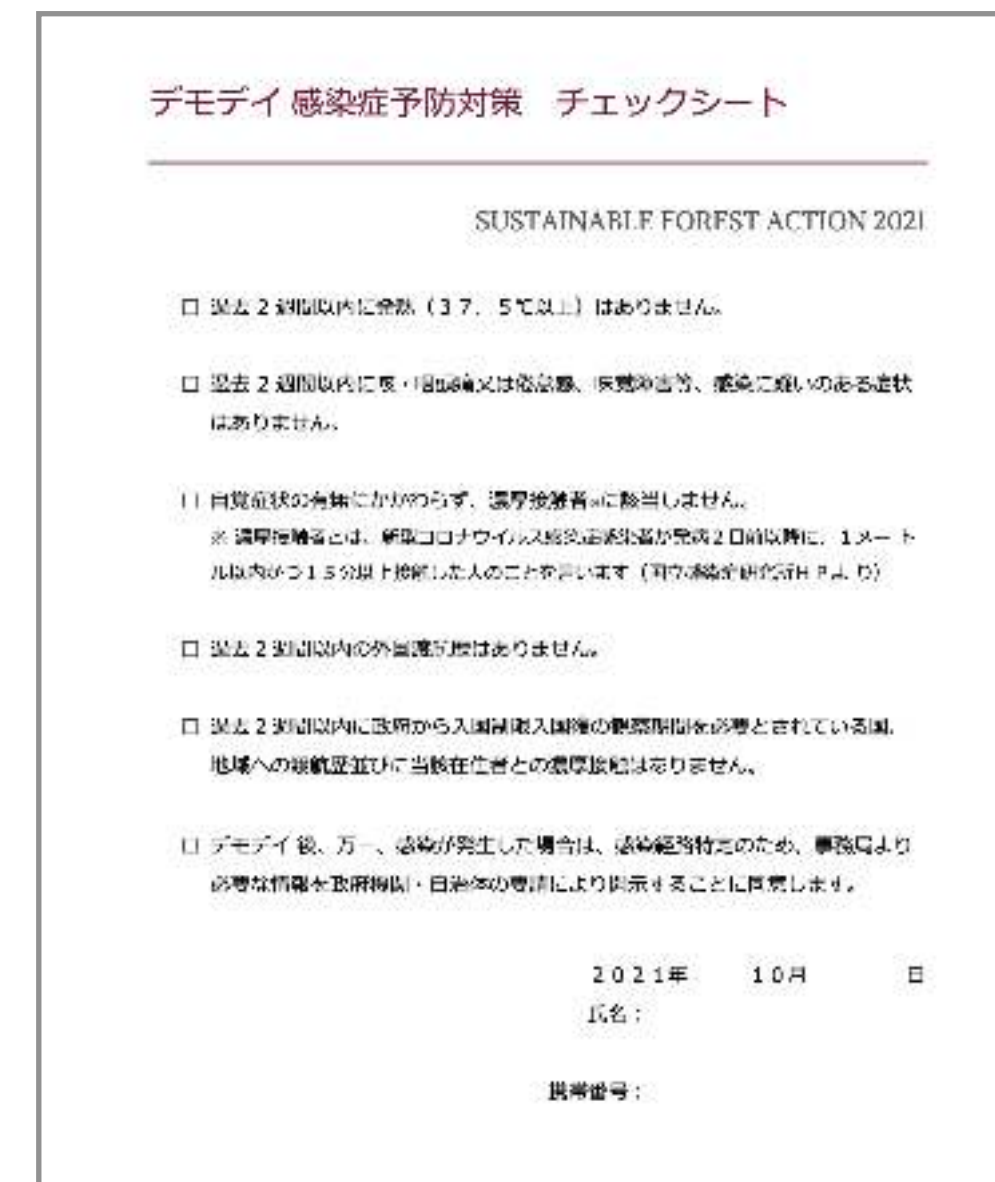 デモデイ 感染症予防対策　チェックシート
SUSTAINABLE FOREST ACTION 2021
□ 過去２週間以内に発熱（３７．５℃以上）はありません。
□ 過去２週間以内に咳・咽頭痛又は倦怠感、味覚障害等、感染に疑いのある症状
はありません。
□ 自覚症状の有無にかかわらず、濃厚接触者※に該当しません。
※ 濃厚接触者とは、新型コロナウイルス感染症感染者が発病２日前以降に、１メート
ル以内かつ１５分以上接触した人のことを言います（国立感染症研究所ＨＰより）
□ 過去２週間以内の外国渡航歴はありません。
□ 過去２週間以内に政府から入国制限入国後の観察期間を必要とされている国、
地域への渡航歴並びに当該在住者との濃厚接触はありません。
□ デモデイ 後、万一、感染が発生した場合は、感染経路特定のため、事務局より
必要な情報を政府機関・自治体の要請により開示することに同意します。
２０２１年　１０月　日
氏名：
携帯番号：